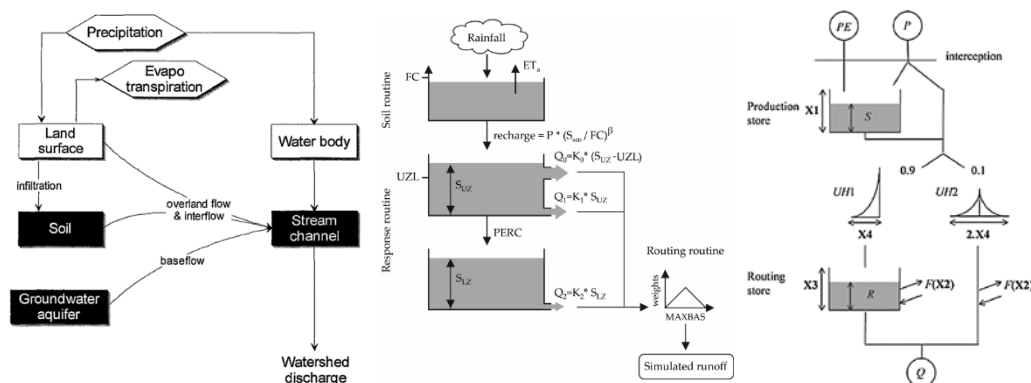 Precipitation
Evapo
transpiration
Land
surface
Water body
infiltration
overland flow
& interflow
Soil
Stream
channel
baseflow
Groundwater
aquifer
Watershed
discharge
Rainfall
Soil routine
FC
ETa
recharge = P * (Ssm / FC)β
Response routine
UZL
SUZ
Q0=K0* (SUZ -UZL)
Q1=K1* SUZ
PERC
SLZ
Q2=K2* SLZ
Routing routine
weights
MAXBAS
Simulated runoff
PE
P
interception
Production
store
X1
S
0.9
0.1
UH1
UH2
X4
2.X4
Routing
store
X3
R
F(X2)
F(X2)
Q